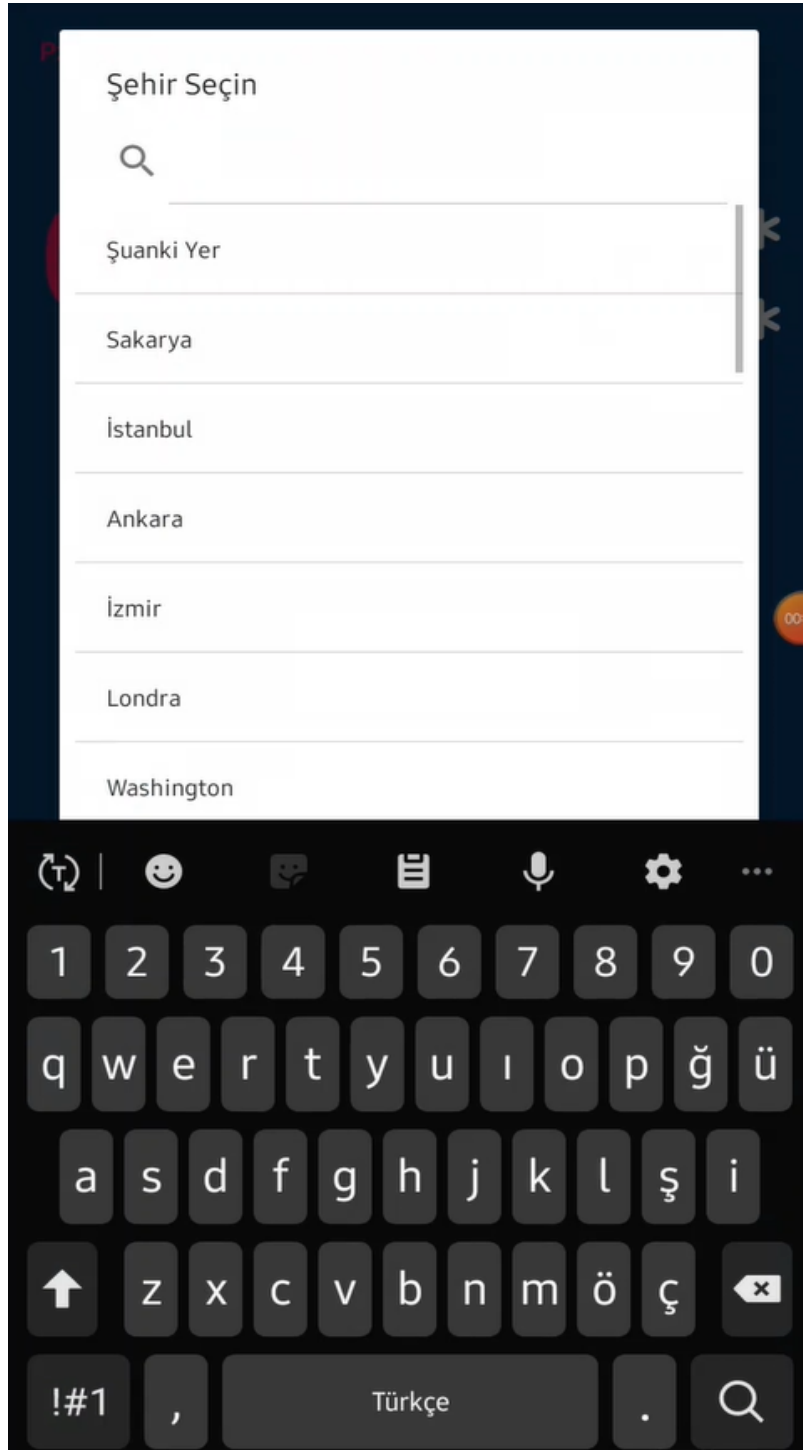 P
Şehir Seçin
Şuanki Yer
Sakarya
İstanbul
Ankara
İzmir
Londra
Washington
00:
T
1 2 3 4 5 6 7 8 9 0
q w e r t y u ı o p ğ ü
a s d f g h j k l ş i
z x c v b n m ö ç
!#1 , Türkçe .